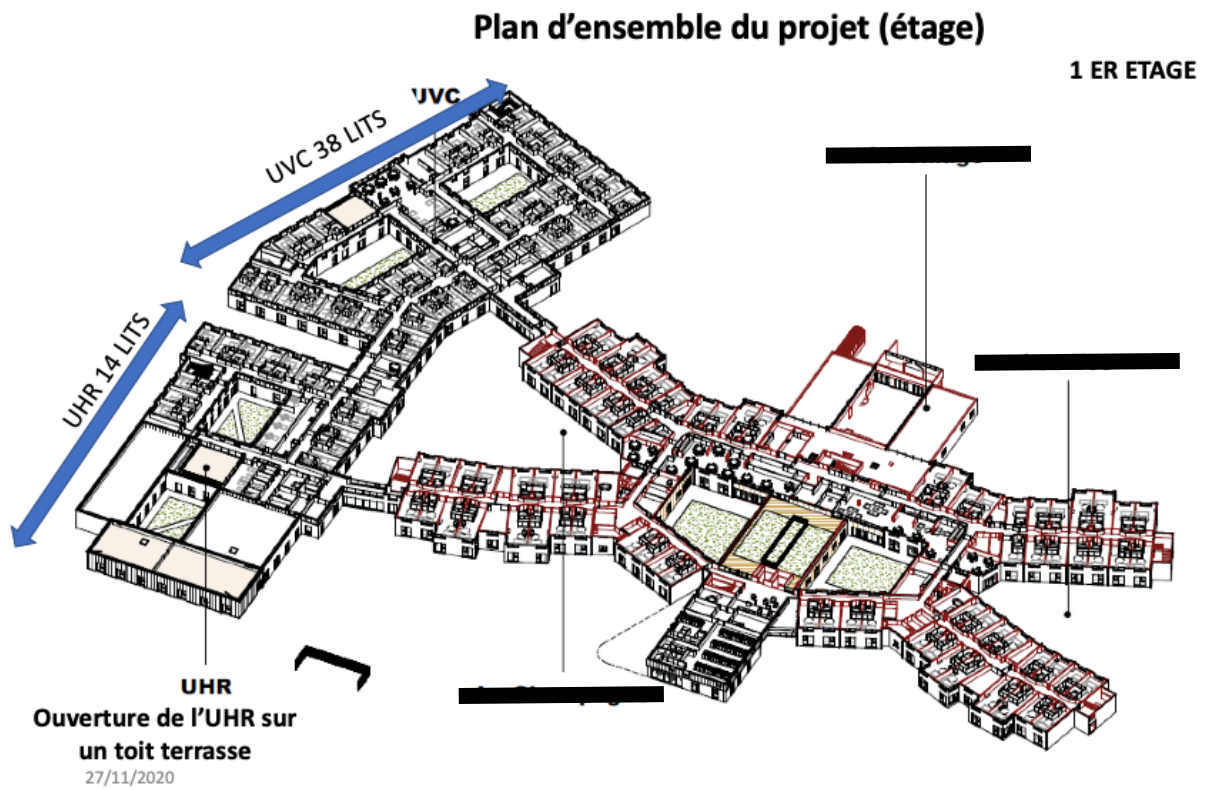 Plan d’ensemble du projet (étage)
1 ER ETAGE
UVC
UVC 38 LITS
UHR 14 LITS
UHR
Ouverture de l’UHR sur
un toit terrasse
27/11/2020